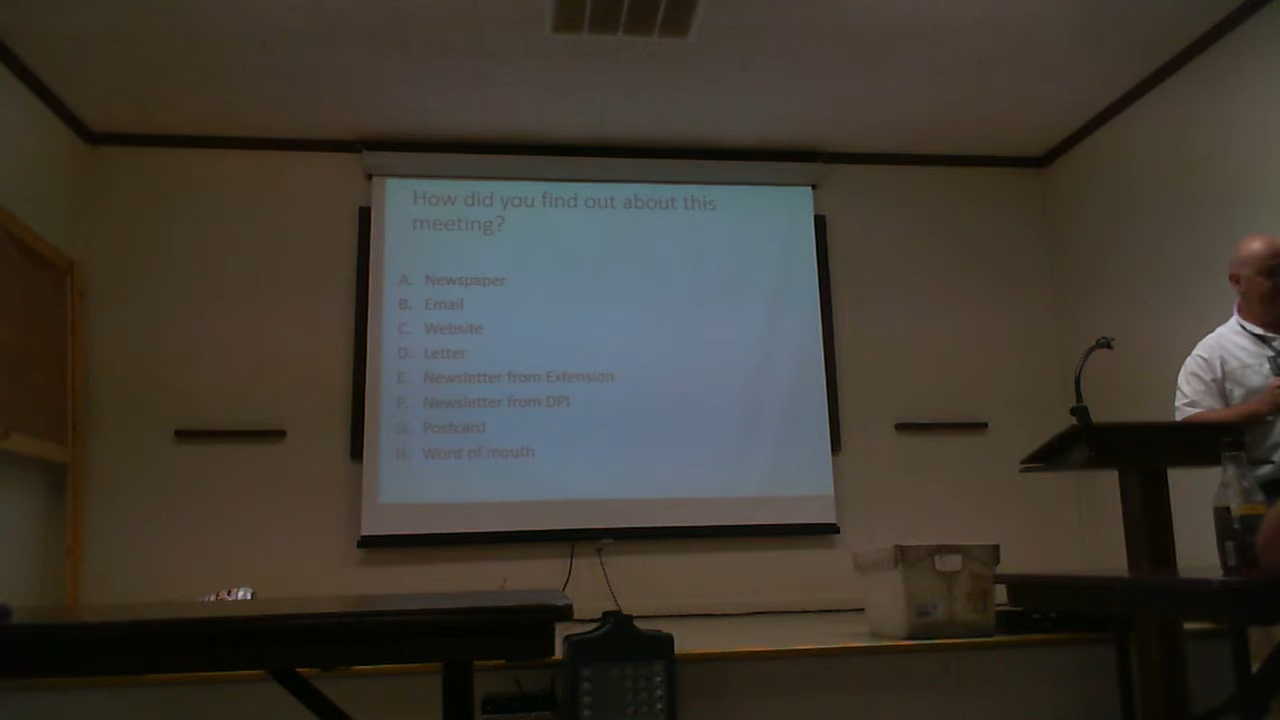 How did you find out about this
meeting?
A. Newspaper
B. Email
C. Website
D. Letter
E. Newsletter from Extension
F. Newsletter from DPI
G. Postcard
H. Word of mouth